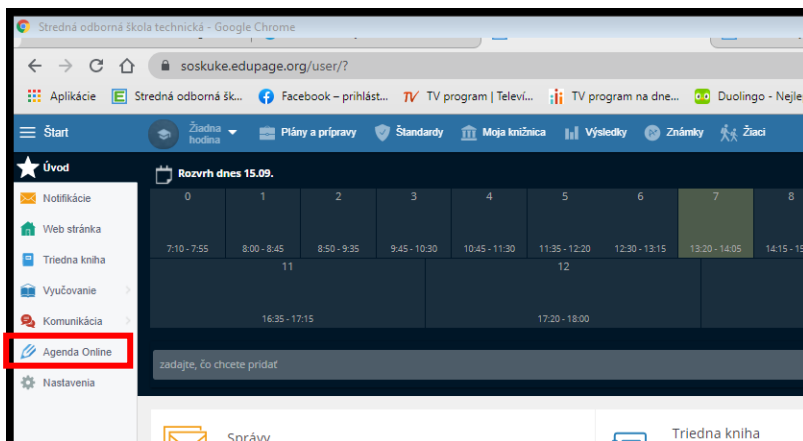 Stredná odborná škola technická - Google Chrome
soskuke.edupage.org/user/?
Aplikácie Stredná odborná šk... Facebook – prihlást... TV program | Televí... TV program na dne... Duolingo - Nejle
Štart Žiadna hodina Plány a prípravy Štandardy Moja knižnica Výsledky Známky Žiaci
Úvod
Notifikácie
Web stránka
Triedna kniha
Vyučovanie
Komunikácia
Agenda Online
Nastavenia
Rozvrh dnes 15.09.
0 1 2 3 4 5 6 7 8
7:10 - 7:55 8:00 - 8:45 8:50 - 9:35 9:45 - 10:30 10:45 - 11:30 11:35 - 12:20 12:30 - 13:15 13:20 - 14:05 14:15 - 15
11 12
16:35 - 17:15 17:20 - 18:00
zadajte, čo chcete pridať
Správy Triedna kniha